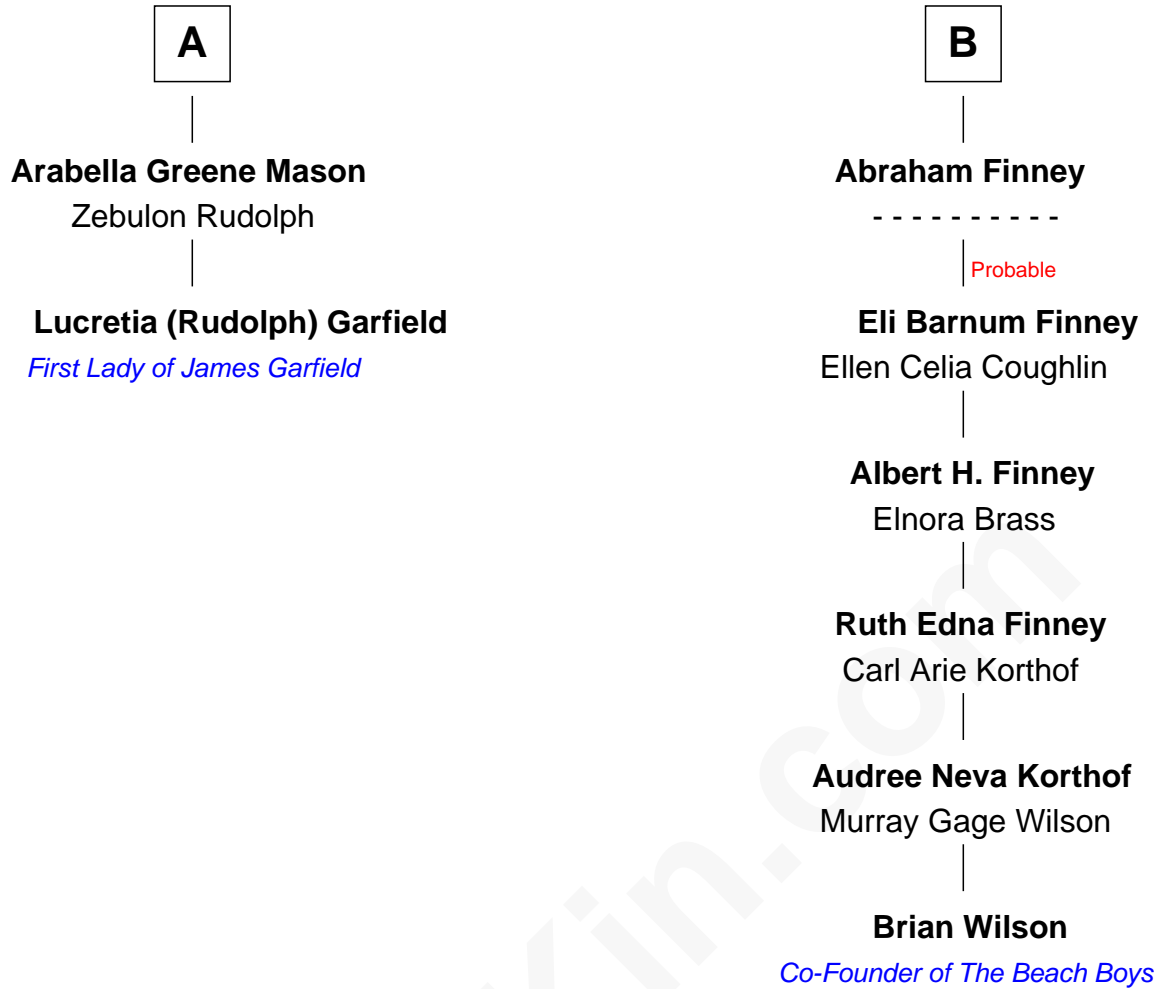 A
Arabella Greene Mason
Zebulon Rudolph
Lucretia (Rudolph) Garfield
First Lady of James Garfield
B
Abraham Finney
- - - - - - - - - -
Probable
Eli Barnum Finney
Ellen Celia Coughlin
Albert H. Finney
Elnora Brass
Ruth Edna Finney
Carl Arie Korthof
Audree Neva Korthof
Murray Gage Wilson
Brian Wilson
Co-Founder of The Beach Boys
Kin.com